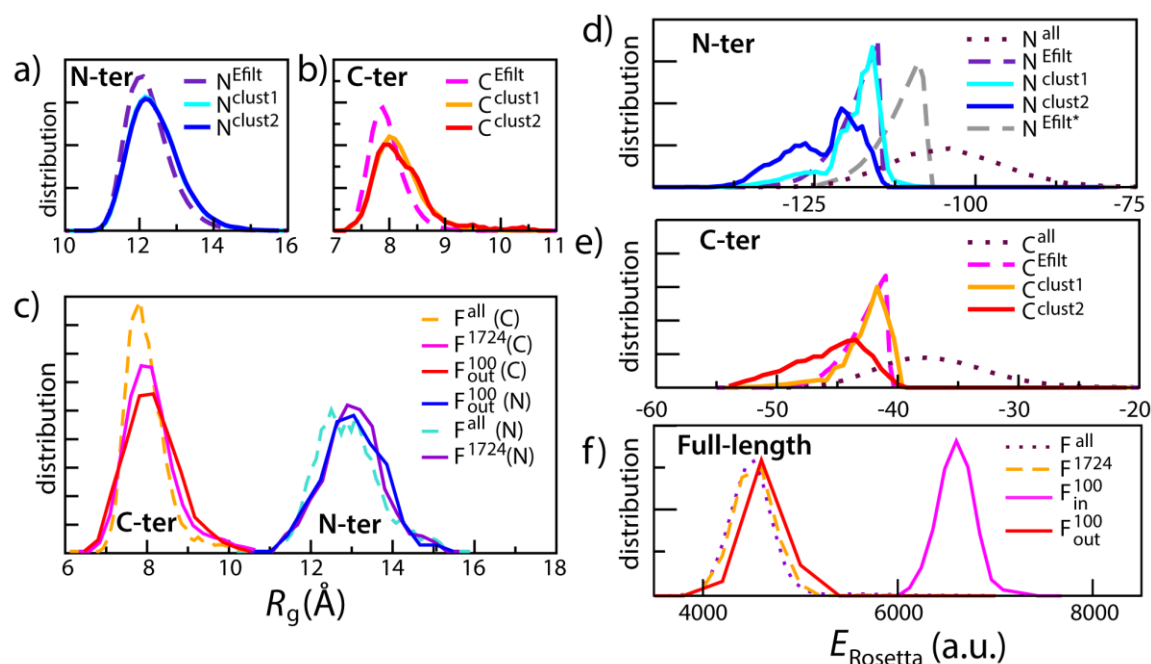 a)
N-ter
N^Efilt
N^clust1
N^clust2
distribution
10 12 14 16
b)
C-ter
C^Efilt
C^clust1
C^clust2
7 8 9 10 11
c)
F^all (C)
F^1724(C)
F^100_out (C)
F^100_out (N)
F^all (N)
F^1724(N)
distribution
C-ter
N-ter
6 8 10 12 14 16 18
R_g(Å)
d)
N-ter
N^all
N^Efilt
N^clust1
N^clust2
N^Efilt*
distribution
-125 -100 -75
e)
C-ter
C^all
C^Efilt
C^clust1
C^clust2
distribution
-60 -50 -40 -30 -20
f)
Full-length
F^all
F^1724
F^100_in
F^100_out
distribution
4000 6000 8000
E_Rosetta (a.u.)